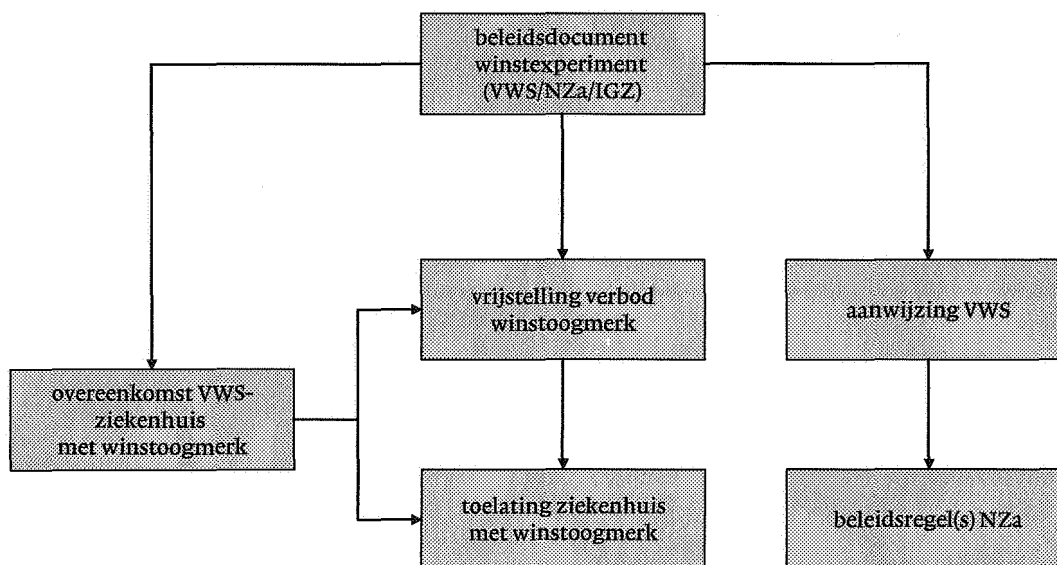 beleidsdocument
winstexperiment
(VWS/NZa/IGZ)
vrijstelling verbod
winstoogmerk
aanwijzing VWS
overeenkomst VWS-
ziekenhuis
met winstoogmerk
toelating ziekenhuis
met winstoogmerk
beleidsregel(s) NZa